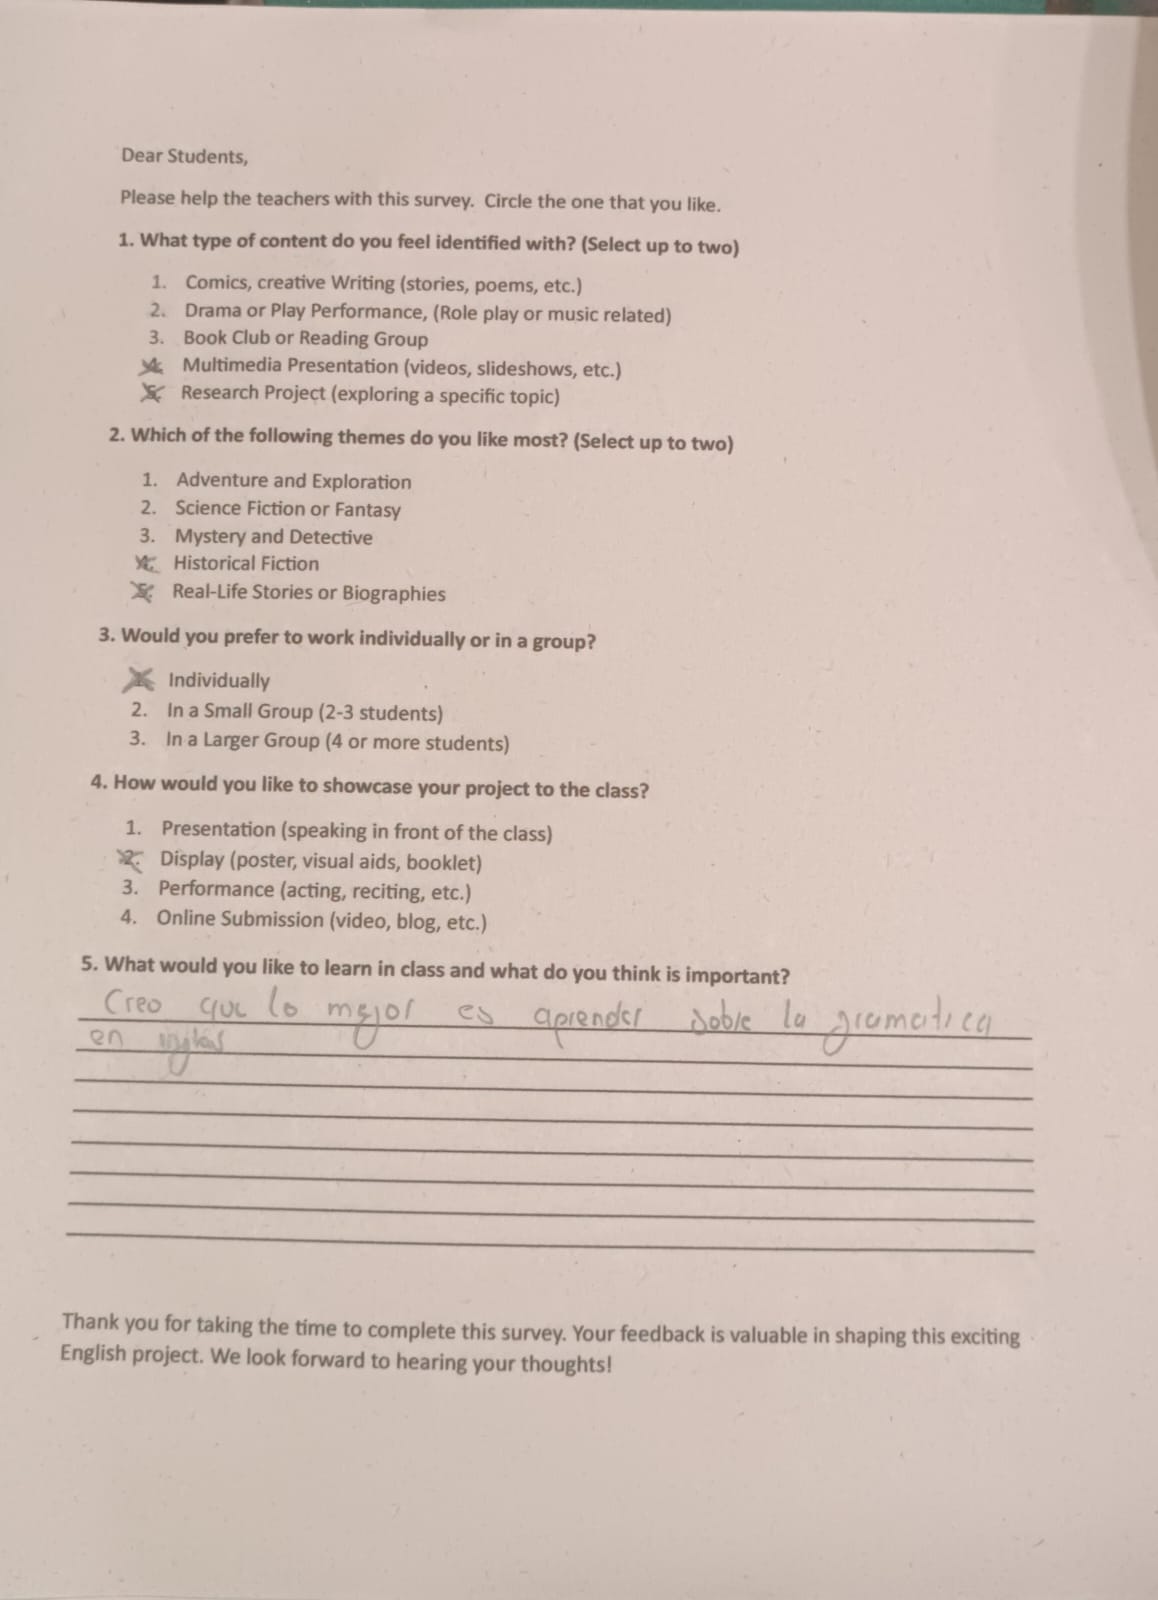 Dear Students,
Please help the teachers with this survey. Circle the one that you like.
1. What type of content do you feel identified with? (Select up to two)
1. Comics, creative Writing (stories, poems, etc.)
2. Drama or Play Performance, (Role play or music related)
3. Book Club or Reading Group
4. Multimedia Presentation (videos, slideshows, etc.)
5. Research Project (exploring a specific topic)
2. Which of the following themes do you like most? (Select up to two)
1. Adventure and Exploration
2. Science Fiction or Fantasy
3. Mystery and Detective
4. Historical Fiction
5. Real-Life Stories or Biographies
3. Would you prefer to work individually or in a group?
1. Individually
2. In a Small Group (2-3 students)
3. In a Larger Group (4 or more students)
4. How would you like to showcase your project to the class?
1. Presentation (speaking in front of the class)
2. Display (poster, visual aids, booklet)
3. Performance (acting, reciting, etc.)
4. Online Submission (video, blog, etc.)
5. What would you like to learn in class and what do you think is important?
Creo que lo mejor es aprender sobre la gramatica
en ingles
Thank you for taking the time to complete this survey. Your feedback is valuable in shaping this exciting
English project. We look forward to hearing your thoughts!